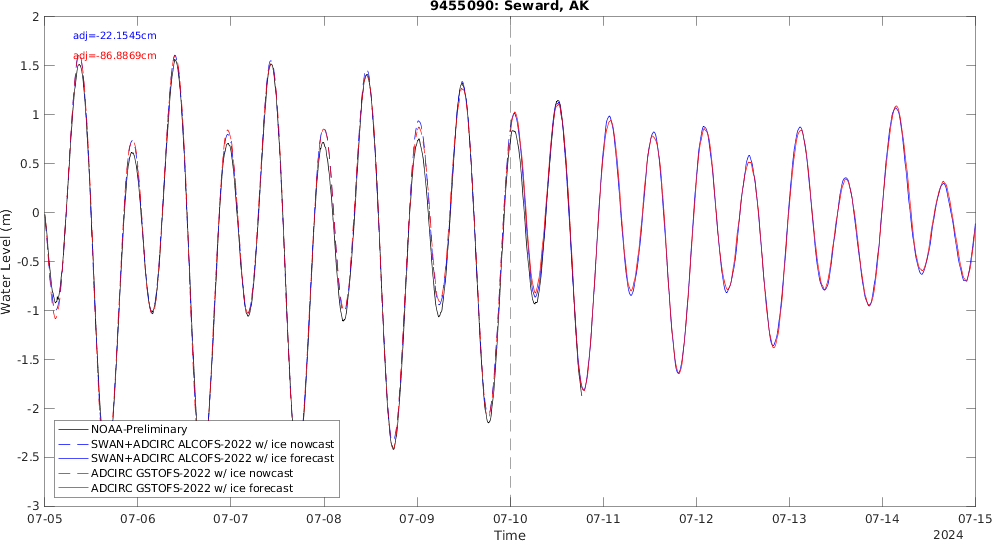 9455090: Seward, AK
2
adj=-22.1545cm
adj=-86.8869cm
1.5
1
0.5
0
-0.5
-1
-1.5
-2
-2.5
-3
Water Level (m)
NOAA-Preliminary
SWAN+ADCIRC ALCOFS-2022 w/ ice nowcast
SWAN+ADCIRC ALCOFS-2022 w/ ice forecast
ADCIRC GSTOFS-2022 w/ ice nowcast
ADCIRC GSTOFS-2022 w/ ice forecast
07-05 07-06 07-07 07-08 07-09 07-10 07-11 07-12 07-13 07-14 07-15
Time
2024